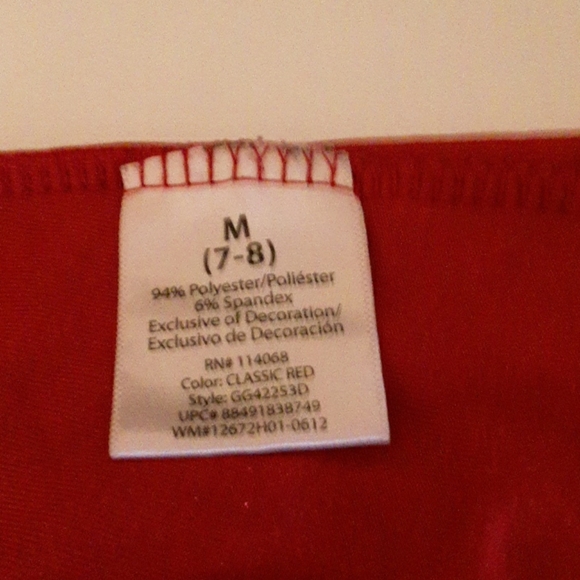 M
(7-8)
94% Polyester/Poliéster
6% Spandex
Exclusive of Decoration/
Exclusivo de Decoración
RN# 114068
Color: CLASSIC RED
Style: GG42253D
UPC# 88491838749
WM#12672H01-0612